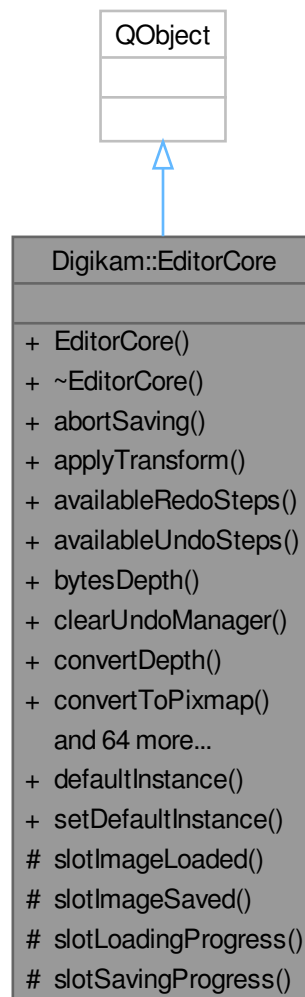 QObject
Digikam::EditorCore
+ EditorCore()
+ ~EditorCore()
+ abortSaving()
+ applyTransform()
+ availableRedoSteps()
+ availableUndoSteps()
+ bytesDepth()
+ clearUndoManager()
+ convertDepth()
+ convertToPixmap()
and 64 more...
+ defaultInstance()
+ setDefaultInstance()
# slotImageLoaded()
# slotImageSaved()
# slotLoadingProgress()
# slotSavingProgress()